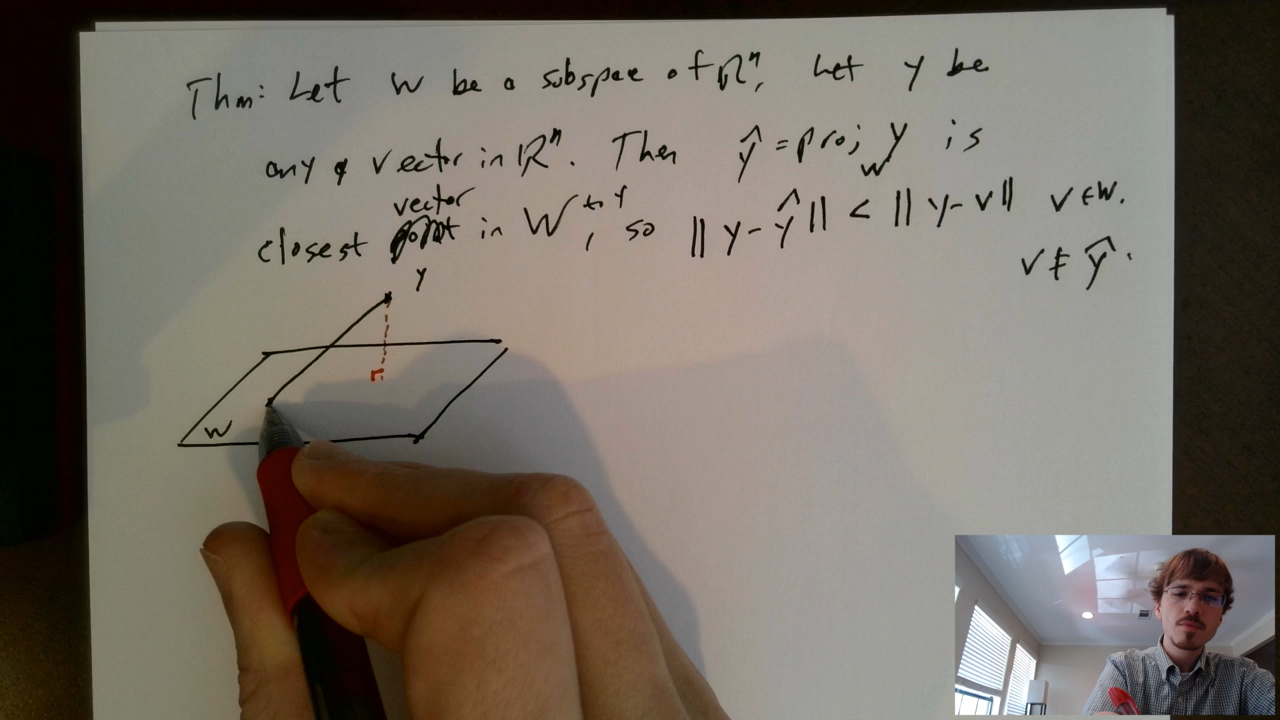 Thm: Let W be a subspace of ℝⁿ, Let y be
any vector in ℝⁿ. Then ŷ = proj_W y is
closest vector in W to y, so ‖y-ŷ‖ < ‖y-v‖ v∈W.
v ≠ ŷ.
y
W